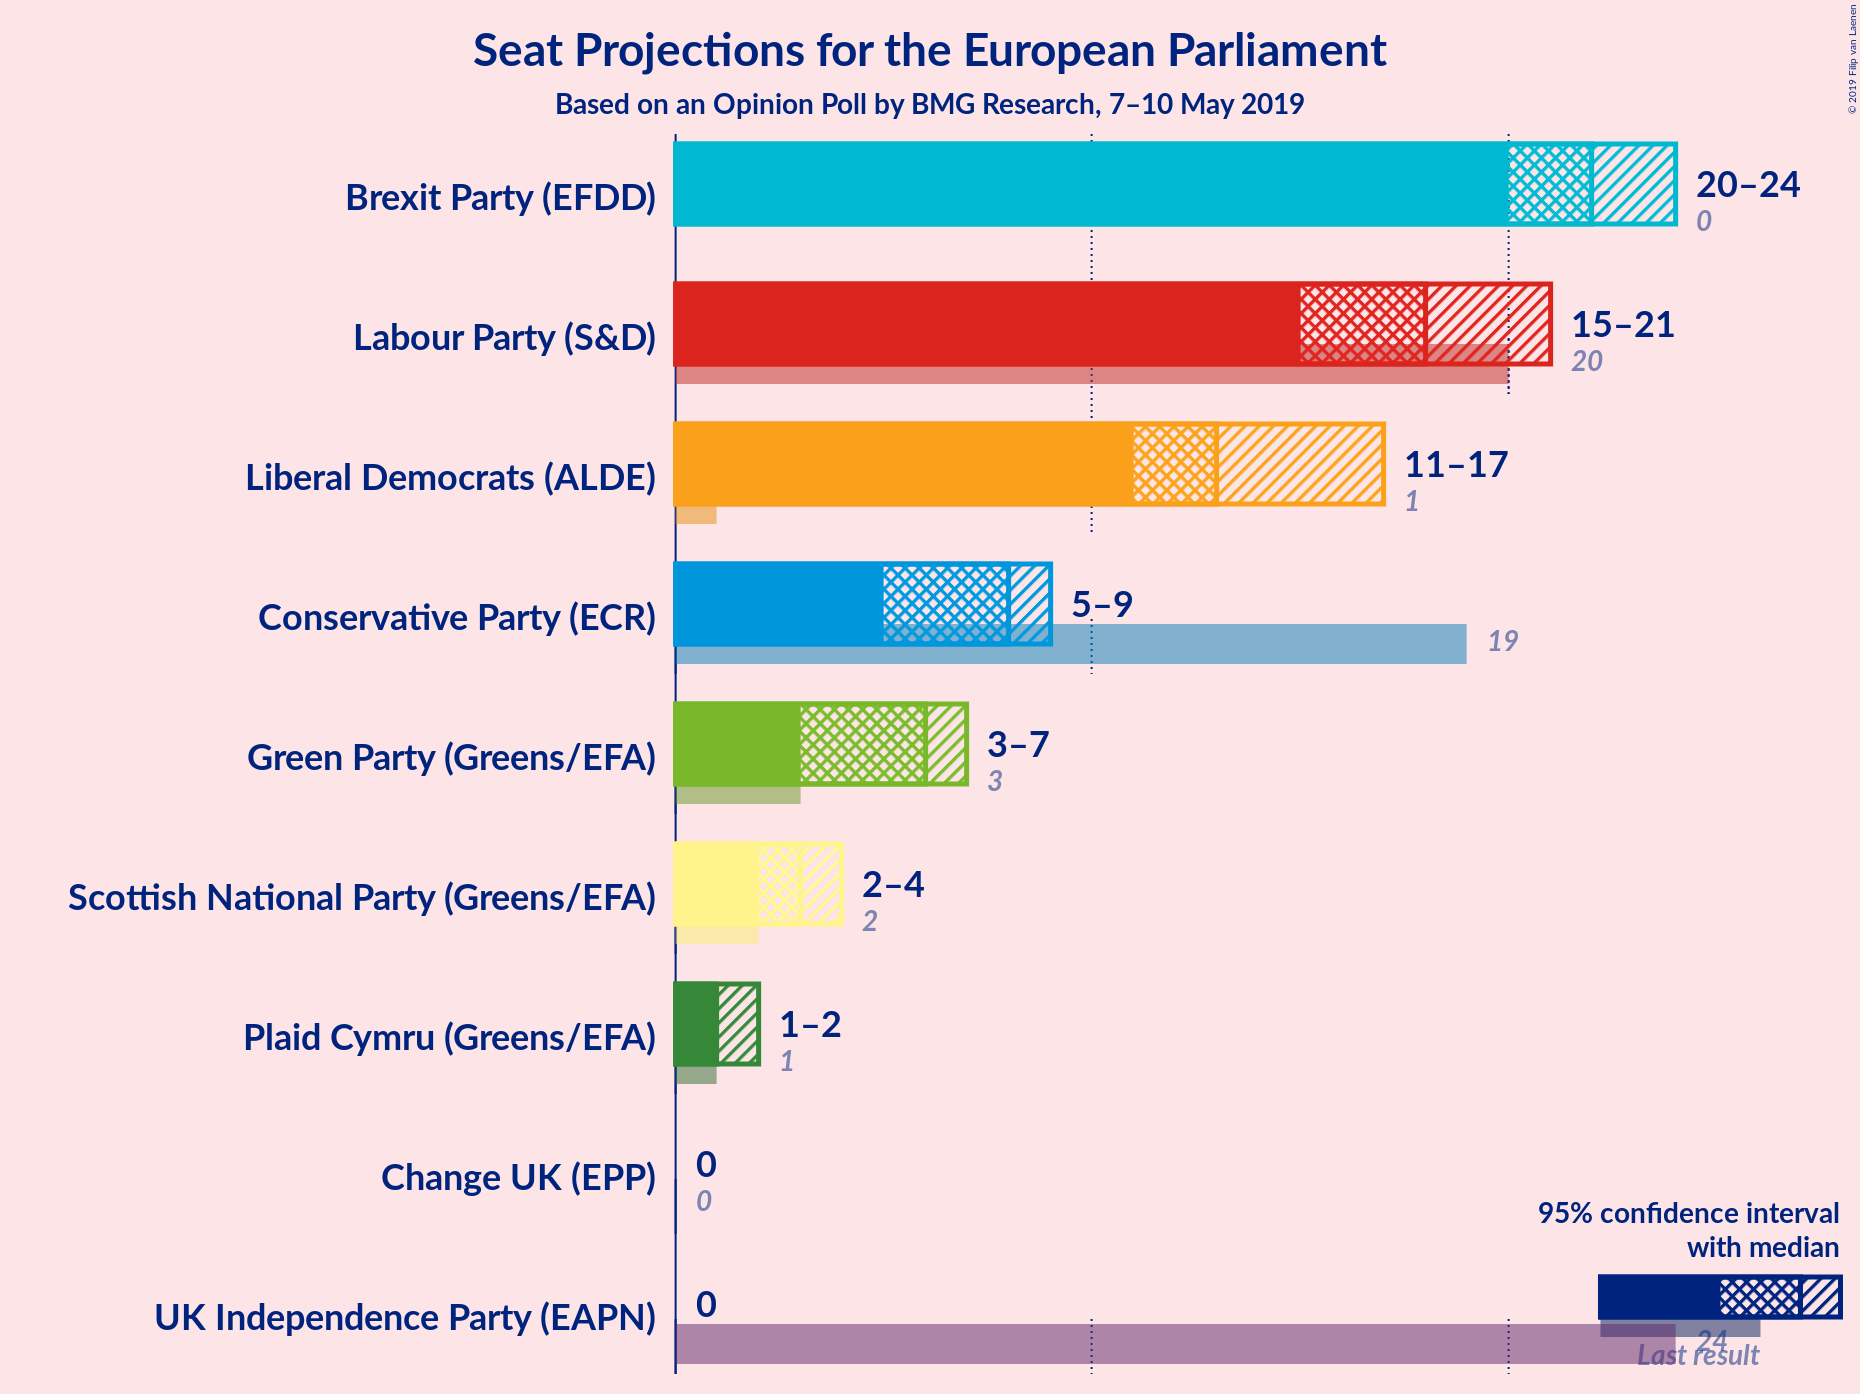 Seat Projections for the European Parliament
Based on an Opinion Poll by BMG Research, 7–10 May 2019
© 2019 Filip van Laenen
Brexit Party (EFDD)
20–24
0
Labour Party (S&D)
15–21
20
Liberal Democrats (ALDE)
11–17
1
Conservative Party (ECR)
5–9
19
Green Party (Greens/EFA)
3–7
3
Scottish National Party (Greens/EFA)
2–4
2
Plaid Cymru (Greens/EFA)
1–2
1
Change UK (EPP)
0
0
UK Independence Party (EAPN)
0
24
95% confidence interval
with median
Last result